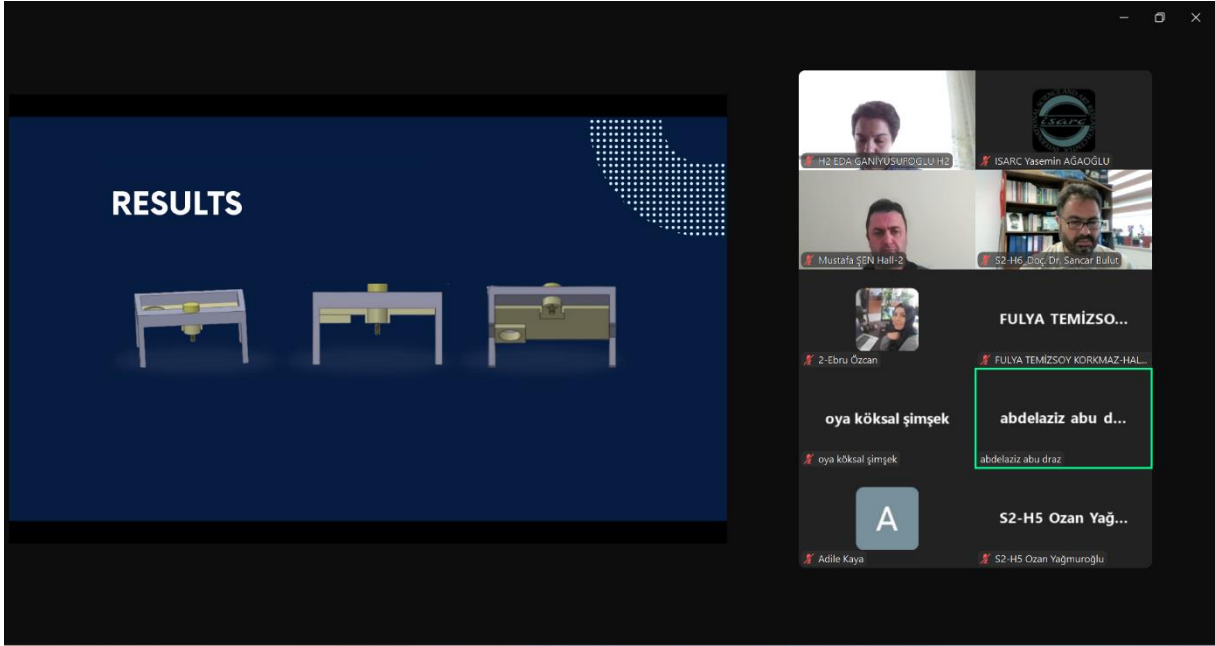 RESULTS
H2 EDA GANİYUSUFOGLU H2
isarc
ISARC Yasemin AĞAOĞLU
Mustafa ŞEN Hall-2
S2-H6_Doç. Dr. Sancar Bulut
2-Ebru Özcan
FULYA TEMİZSO...
FULYA TEMİZSOY KORKMAZ-HAL...
oya köksal şimşek
oya köksal şimşek
abdelaziz abu d...
abdelaziz abu draz
A
Adile Kaya
S2-H5 Ozan Yağ...
S2-H5 Ozan Yağmuroğlu